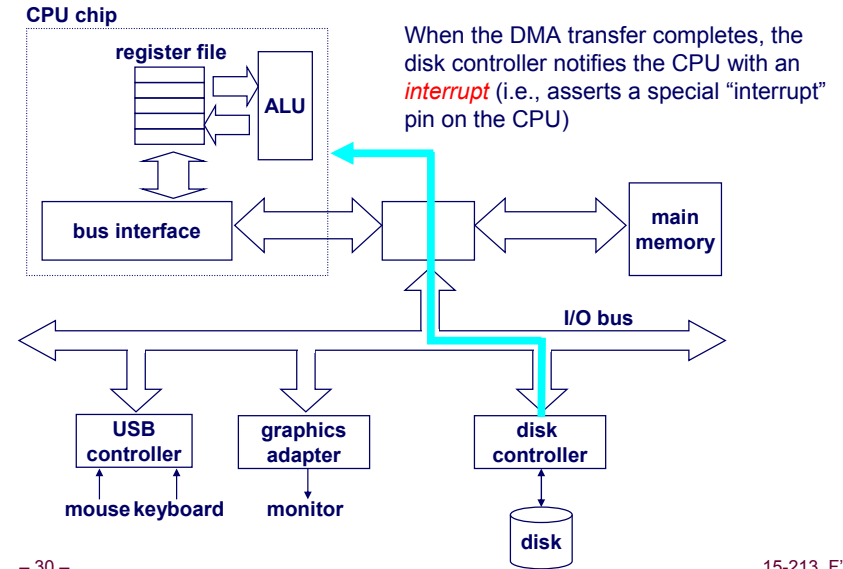 CPU chip
register file
ALU
When the DMA transfer completes, the
disk controller notifies the CPU with an
interrupt (i.e., asserts a special “interrupt”
pin on the CPU)
bus interface
main
memory
I/O bus
USB
controller
graphics
adapter
disk
controller
mouse keyboard
monitor
disk
– 30 –
15-213, F’